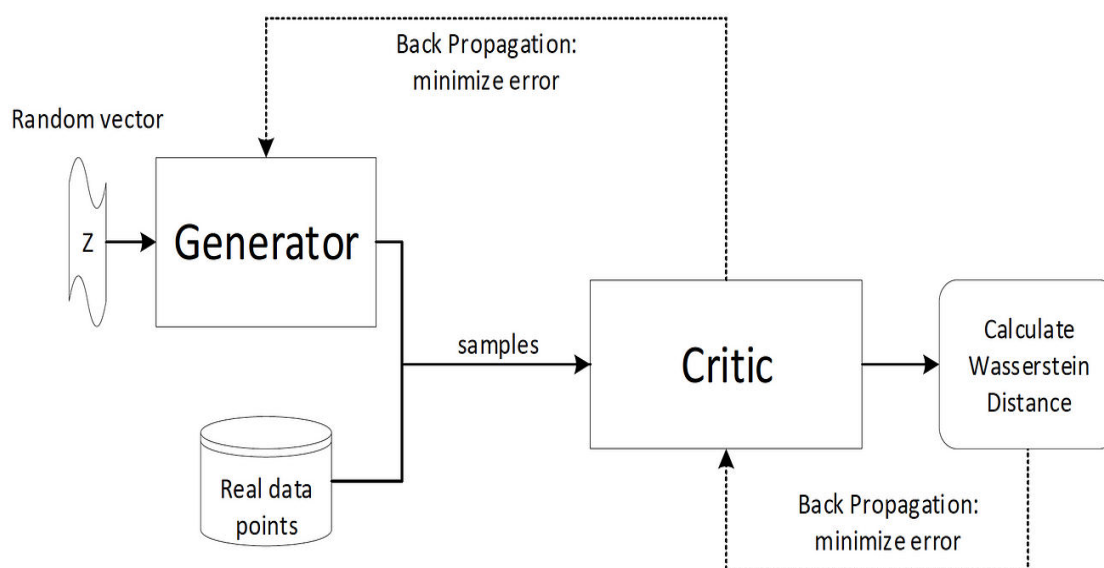 Back Propagation:
minimize error
Random vector
Z
Generator
samples
Critic
Calculate
Wasserstein
Distance
Real data
points
Back Propagation:
minimize error